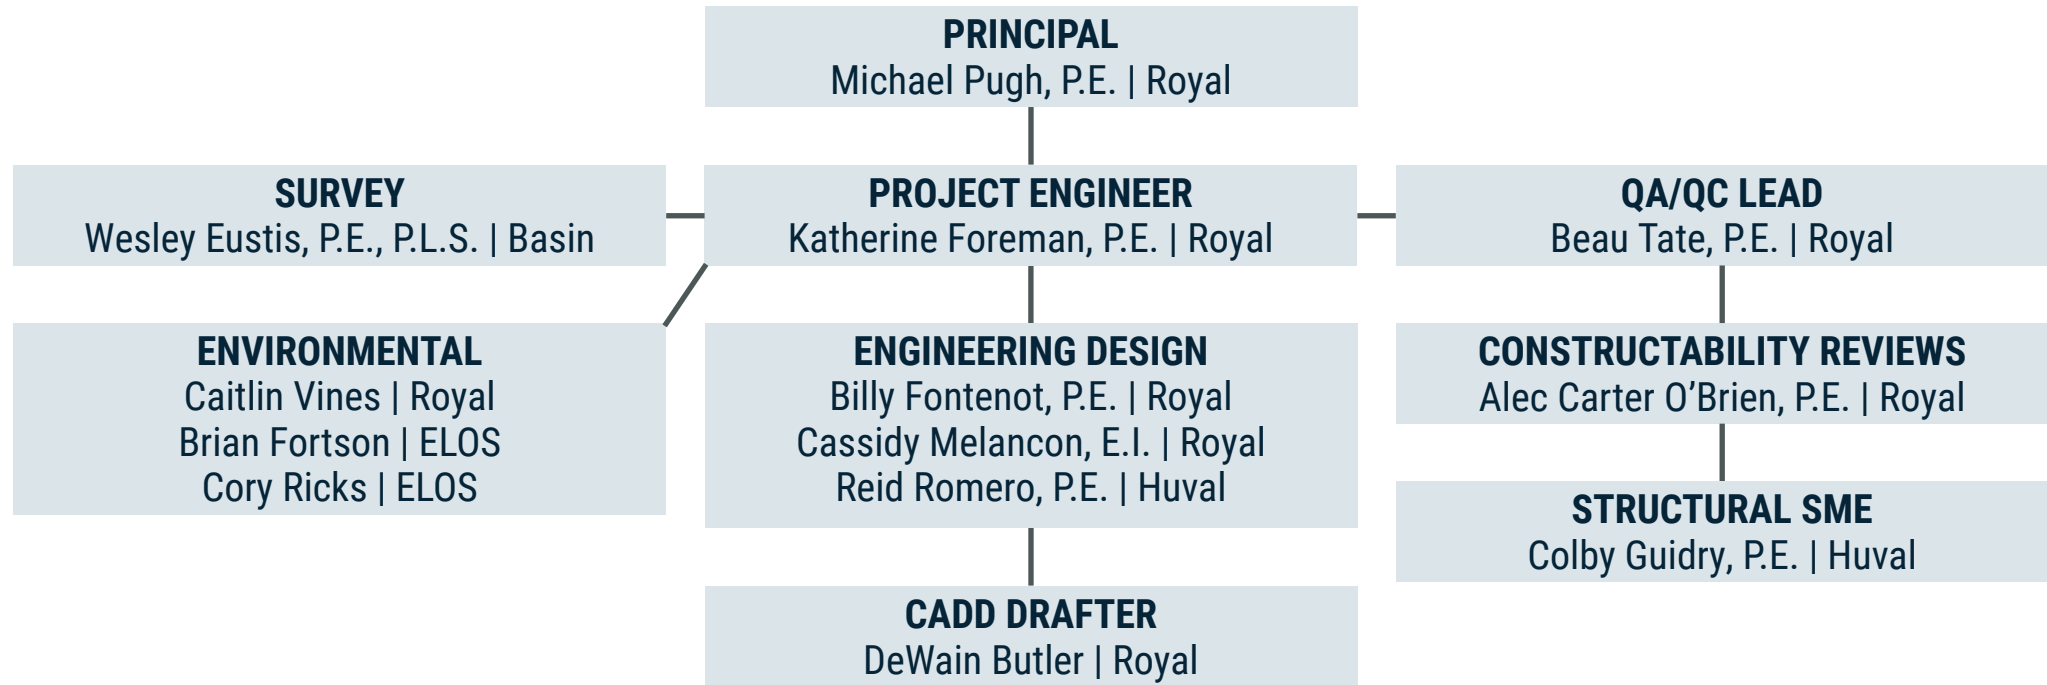 PRINCIPAL
Michael Pugh, P.E. | Royal
SURVEY
Wesley Eustis, P.E., P.L.S. | Basin
PROJECT ENGINEER
Katherine Foreman, P.E. | Royal
QA/QC LEAD
Beau Tate, P.E. | Royal
ENVIRONMENTAL
Caitlin Vines | Royal
Brian Fortson | ELOS
Cory Ricks | ELOS
ENGINEERING DESIGN
Billy Fontenot, P.E. | Royal
Cassidy Melancon, E.I. | Royal
Reid Romero, P.E. | Huval
CONSTRUCTABILITY REVIEWS
Alec Carter O’Brien, P.E. | Royal
STRUCTURAL SME
Colby Guidry, P.E. | Huval
CADD DRAFTER
DeWain Butler | Royal